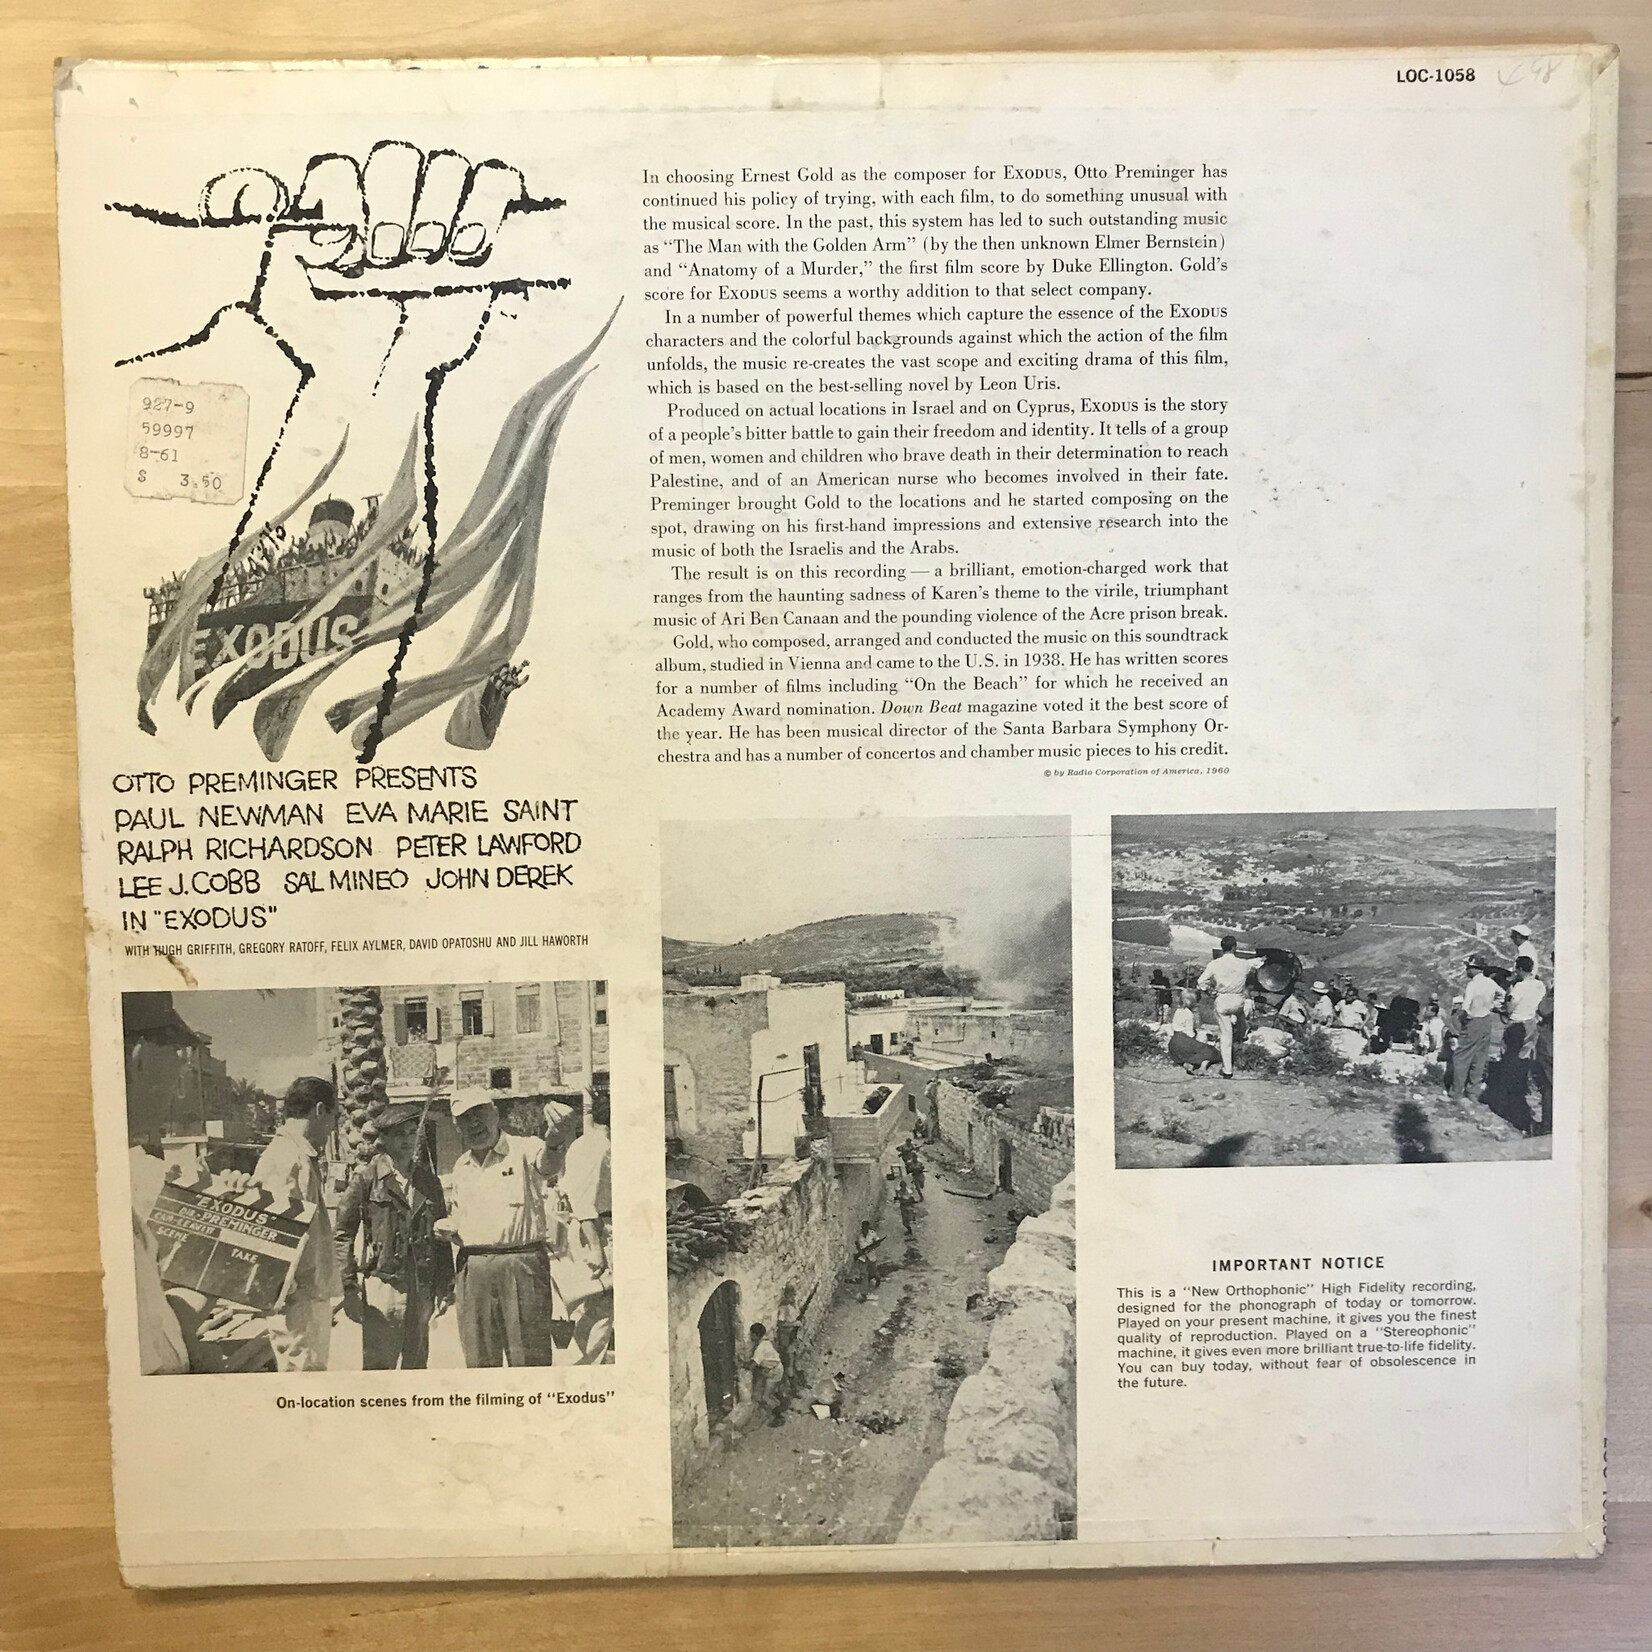 LOC-1058
In choosing Ernest Gold as the composer for EXODUS, Otto Preminger has
continued his policy of trying, with each film, to do something unusual with
the musical score. In the past, this system has led to such outstanding music
as “The Man with the Golden Arm” (by the then unknown Elmer Bernstein)
and “Anatomy of a Murder,” the first film score by Duke Ellington. Gold’s
score for EXODUS seems a worthy addition to that select company.
In a number of powerful themes which capture the essence of the EXODUS
characters and the colorful backgrounds against which the action of the film
unfolds, the music re-creates the vast scope and exciting drama of this film,
which is based on the best-selling novel by Leon Uris.
Produced on actual locations in Israel and on Cyprus, EXODUS is the story
of a people’s bitter battle to gain their freedom and identity. It tells of a group
of men, women and children who brave death in their determination to reach
Palestine, and of an American nurse who becomes involved in their fate.
Preminger brought Gold to the locations and he started composing on the
spot, drawing on his first-hand impressions and extensive research into the
music of both the Israelis and the Arabs.
The result is on this recording — a brilliant, emotion-charged work that
ranges from the haunting sadness of Karen’s theme to the virile, triumphant
music of Ari Ben Canaan and the pounding violence of the Acre prison break.
Gold, who composed, arranged and conducted the music on this soundtrack
album, studied in Vienna and came to the U.S. in 1938. He has written scores
for a number of films including “On the Beach” for which he received an
Academy Award nomination. Down Beat magazine voted it the best score of
the year. He has been musical director of the Santa Barbara Symphony Or-
chestra and has a number of concertos and chamber music pieces to his credit.
© by Radio Corporation of America, 1960
927-9
59997
8-61
$ 3.50
EXODUS
OTTO PREMINGER PRESENTS
PAUL NEWMAN EVA MARIE SAINT
RALPH RICHARDSON PETER LAWFORD
LEE J. COBB SAL MINEO JOHN DEREK
IN "EXODUS"
WITH HUGH GRIFFITH, GREGORY RATOFF, FELIX AYLMER, DAVID OPATOSHU AND JILL HAWORTH
"EXODUS"
DIR-PREMINGER
CAM-LEAVITT
SCENE
TAKE
On-location scenes from the filming of “Exodus”
IMPORTANT NOTICE
This is a “New Orthophonic” High Fidelity recording,
designed for the phonograph of today or tomorrow.
Played on your present machine, it gives you the finest
quality of reproduction. Played on a “Stereophonic”
machine, it gives even more brilliant true-to-life fidelity.
You can buy today, without fear of obsolescence in
the future.